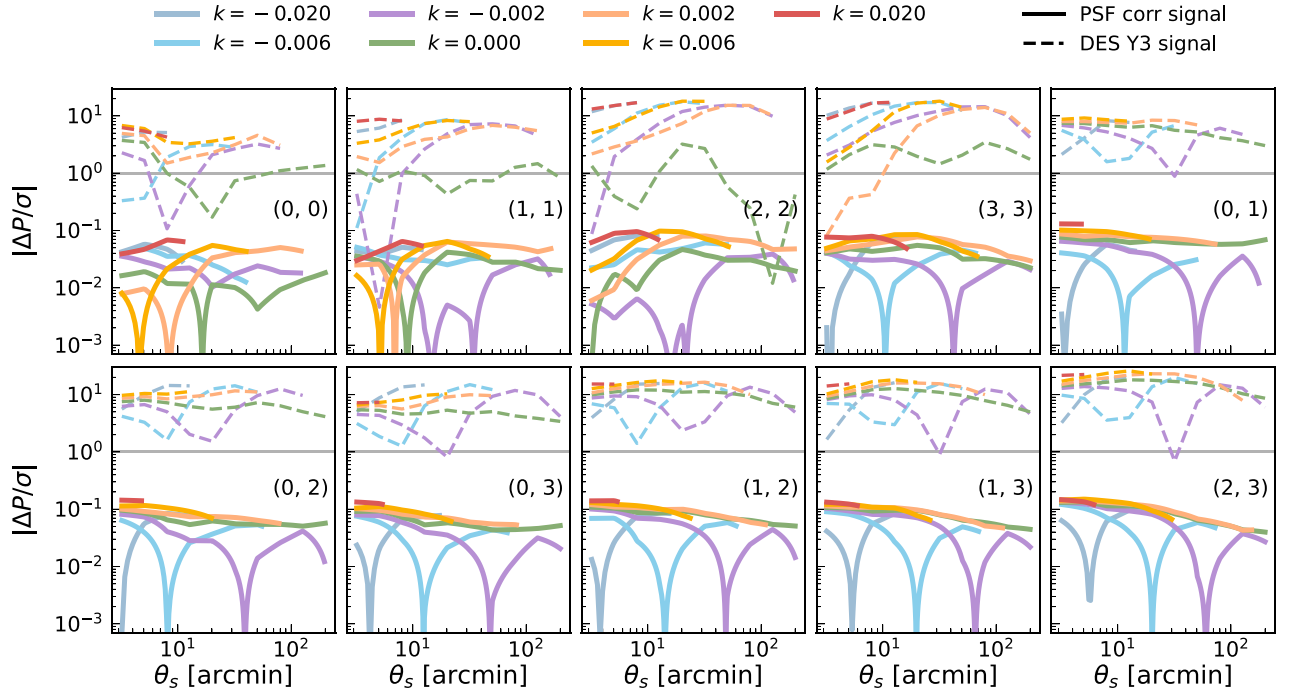 k = −0.020 k = −0.002 k = 0.002 k = 0.020 PSF corr signal
k = −0.006 k = 0.000 k = 0.006 DES Y3 signal
|ΔP/σ|
10¹
10⁰
10⁻¹
10⁻²
10⁻³
(0, 0) (1, 1) (2, 2) (3, 3) (0, 1)
|ΔP/σ|
10¹
10⁰
10⁻¹
10⁻²
10⁻³
(0, 2) (0, 3) (1, 2) (1, 3) (2, 3)
10¹ 10² 10¹ 10² 10¹ 10² 10¹ 10² 10¹ 10²
θₛ [arcmin] θₛ [arcmin] θₛ [arcmin] θₛ [arcmin] θₛ [arcmin]